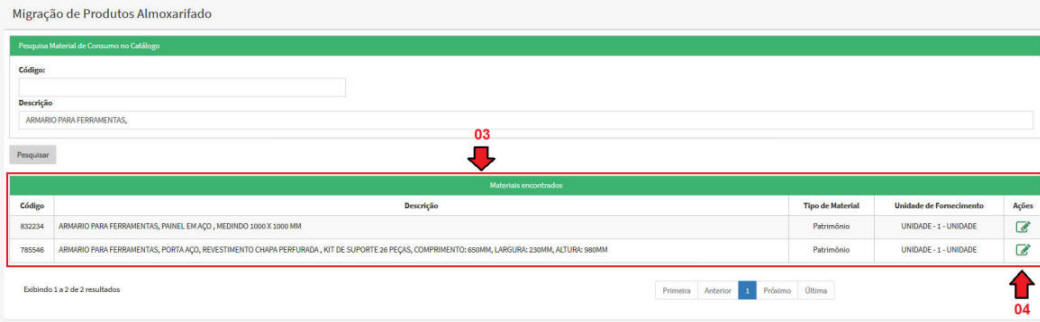 Migração de Produtos Almoxarifado
Pesquisa Material de Consumo no Catálogo
Código:
Descrição
ARMARIO PARA FERRAMENTAS,
03
Pesquisar
Materiais encontrados
Código Descrição Tipo de Material Unidade de Fornecimento Ações
832234 ARMARIO PARA FERRAMENTAS, PAINEL EM AÇO , MEDINDO 1000 X 1000 MM Patrimônio UNIDADE - 1 - UNIDADE
785546 ARMARIO PARA FERRAMENTAS, PORTA AÇO, REVESTIMENTO CHAPA PERFURADA , KIT DE SUPORTE 26 PEÇAS, COMPRIMENTO: 650MM, LARGURA: 230MM, ALTURA: 980MM Patrimônio UNIDADE - 1 - UNIDADE
Exibindo 1 a 2 de 2 resultados Primeira Anterior 1 Próximo Última
04